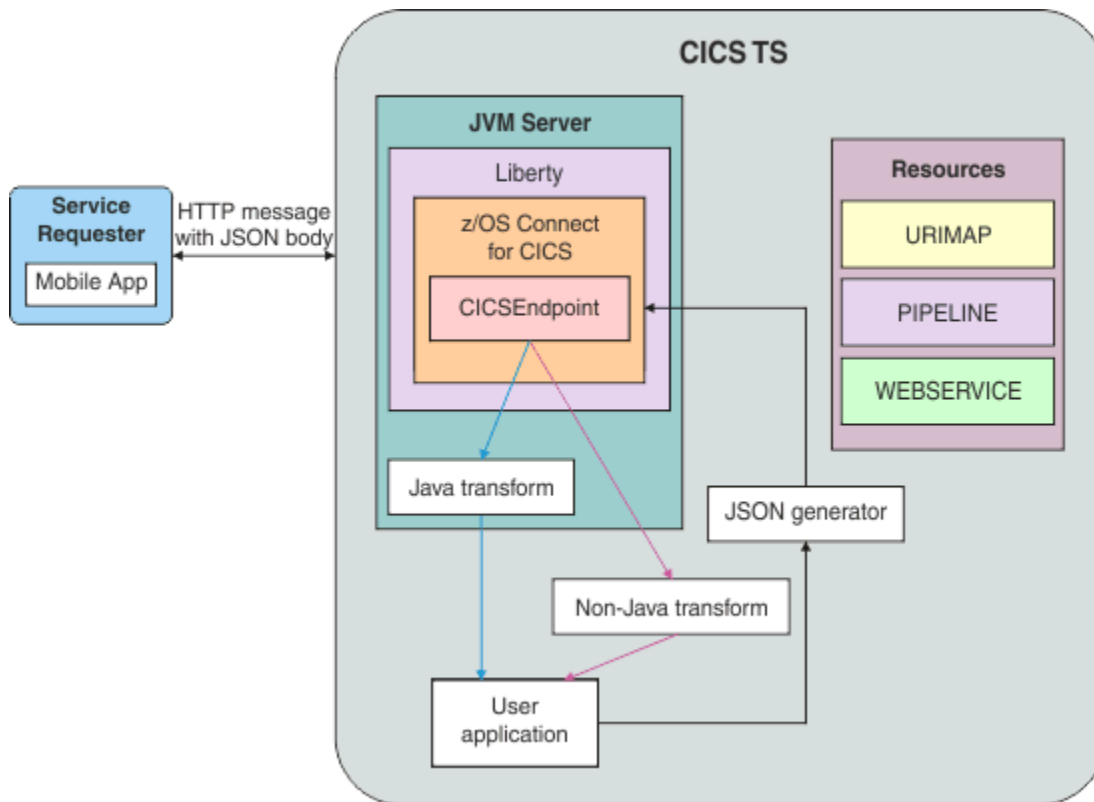 CICS TS
JVM Server
Liberty
z/OS Connect
for CICS
CICSEndpoint
Resources
URIMAP
PIPELINE
WEBSERVICE
Service
Requester
Mobile App
HTTP message
with JSON body
Java transform
JSON generator
Non-Java transform
User
application